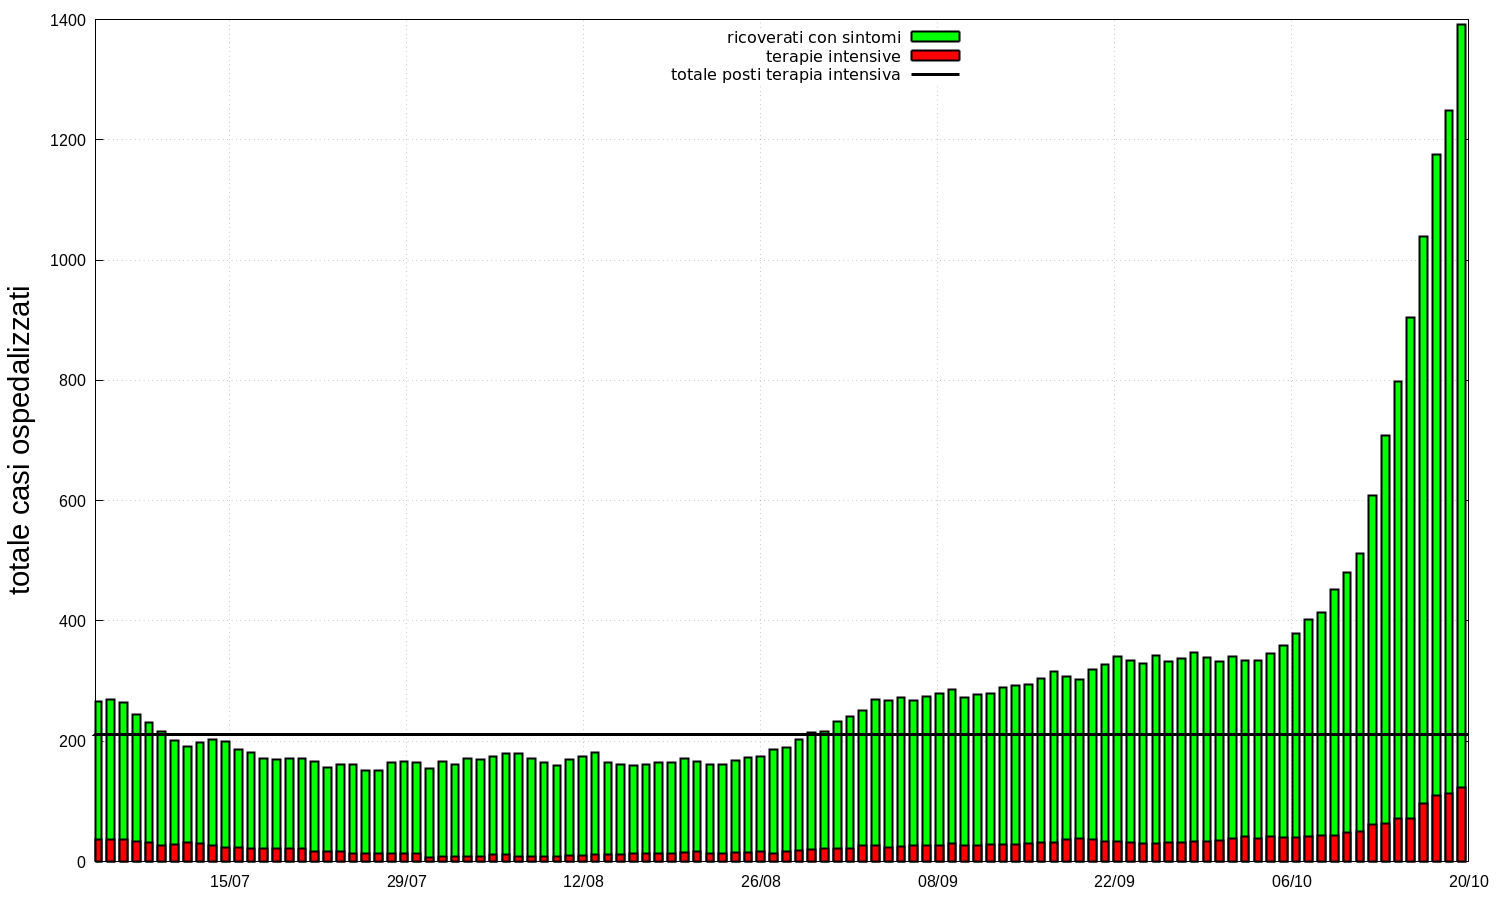 ricoverati con sintomi
terapie intensive
totale posti terapia intensiva
totale casi ospedalizzati
1400
1200
1000
800
600
400
200
0
15/07 29/07 12/08 26/08 08/09 22/09 06/10 20/10